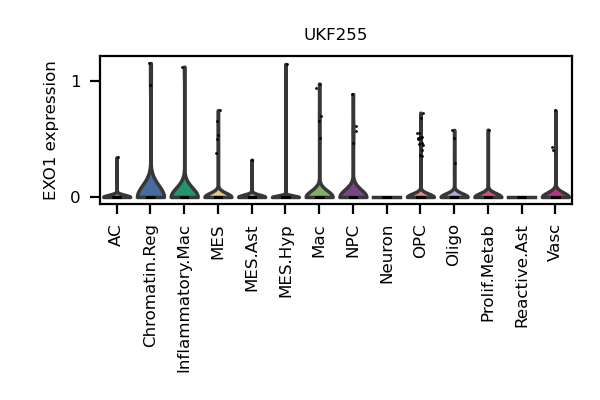 UKF255
EXO1 expression
1
0
AC
Chromatin.Reg
Inflammatory.Mac
MES
MES.Ast
MES.Hyp
Mac
NPC
Neuron
OPC
Oligo
Prolif.Metab
Reactive.Ast
Vasc